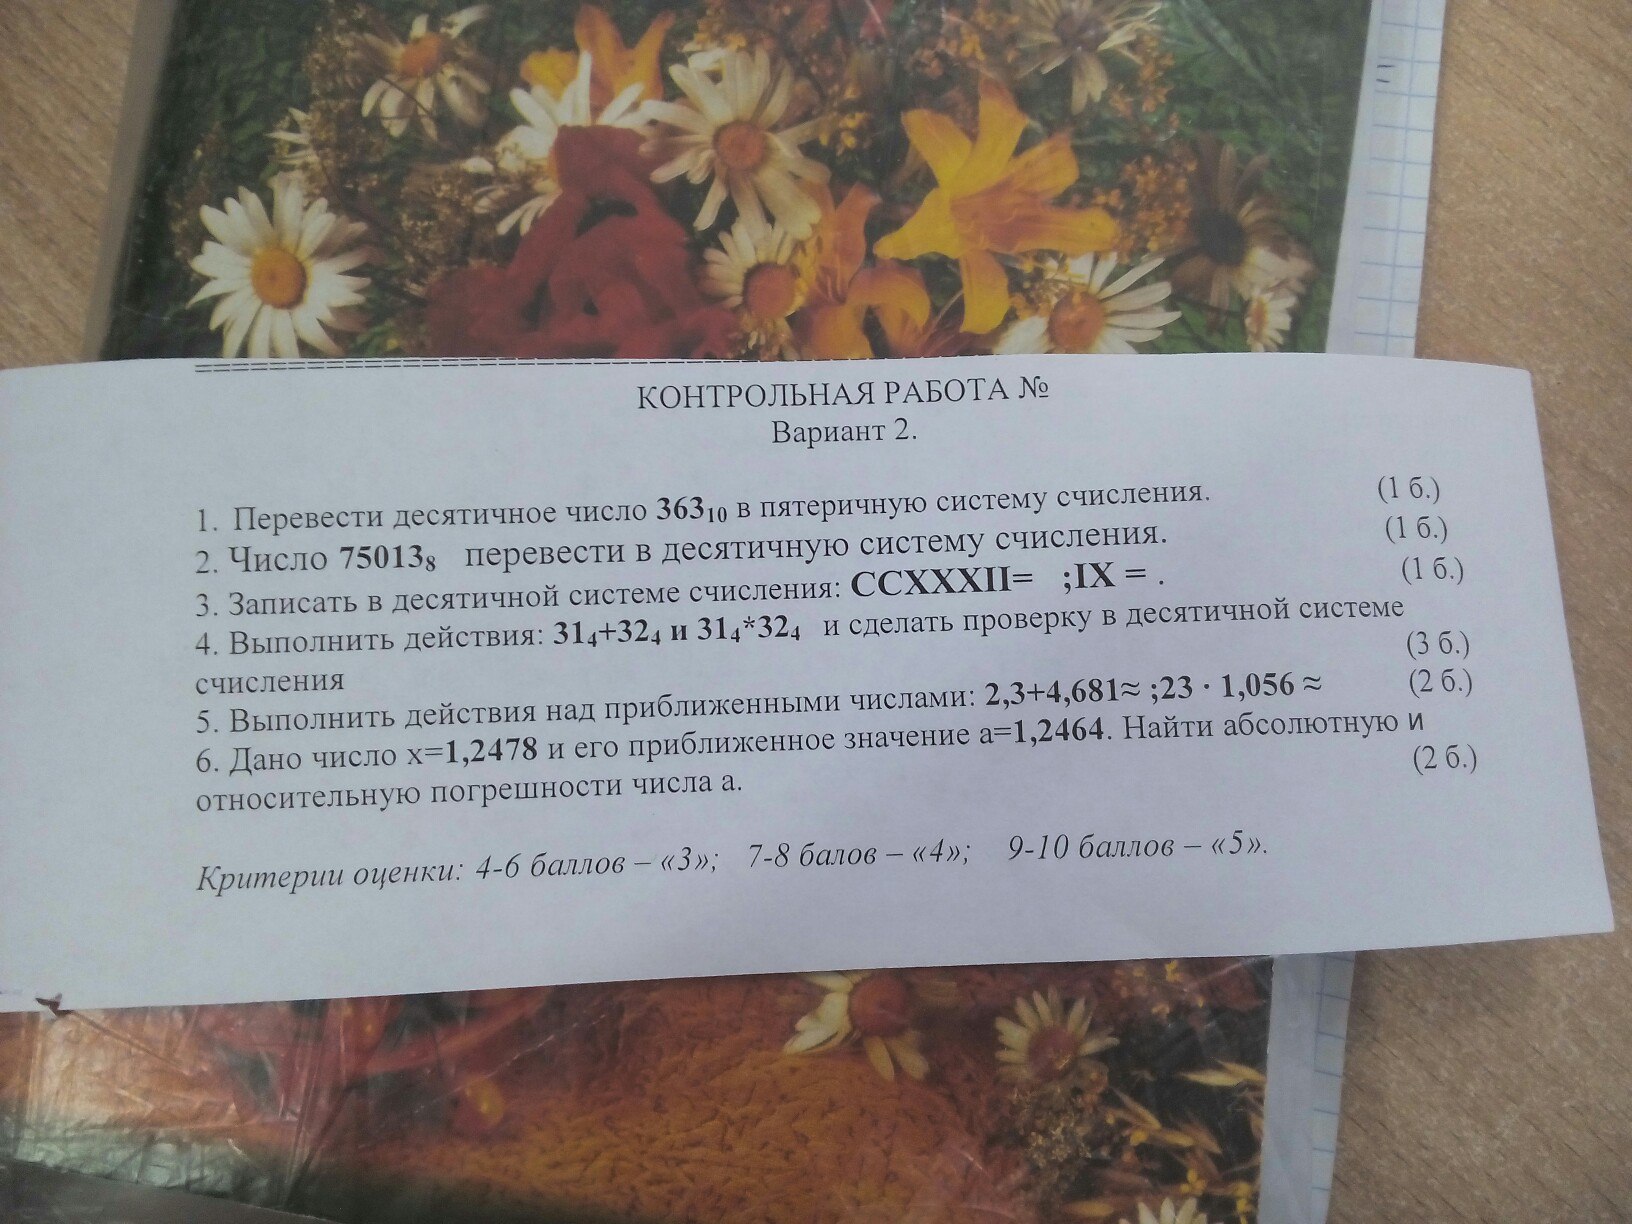 КОНТРОЛЬНАЯ РАБОТА №
Вариант 2.
1. Перевести десятичное число 363₁₀ в пятеричную систему счисления. (1 б.)
2. Число 75013₈ перевести в десятичную систему счисления. (1 б.)
3. Записать в десятичной системе счисления: CCXXXII= ;IX = . (1 б.)
4. Выполнить действия: 31₄+32₄ и 31₄*32₄ и сделать проверку в десятичной системе
счисления (3 б.)
5. Выполнить действия над приближенными числами: 2,3+4,681≈ ;23 · 1,056 ≈ (2 б.)
6. Дано число х=1,2478 и его приближенное значение а=1,2464. Найти абсолютную и
относительную погрешности числа а. (2 б.)
Критерии оценки: 4-6 баллов – «3»; 7-8 балов – «4»; 9-10 баллов – «5».